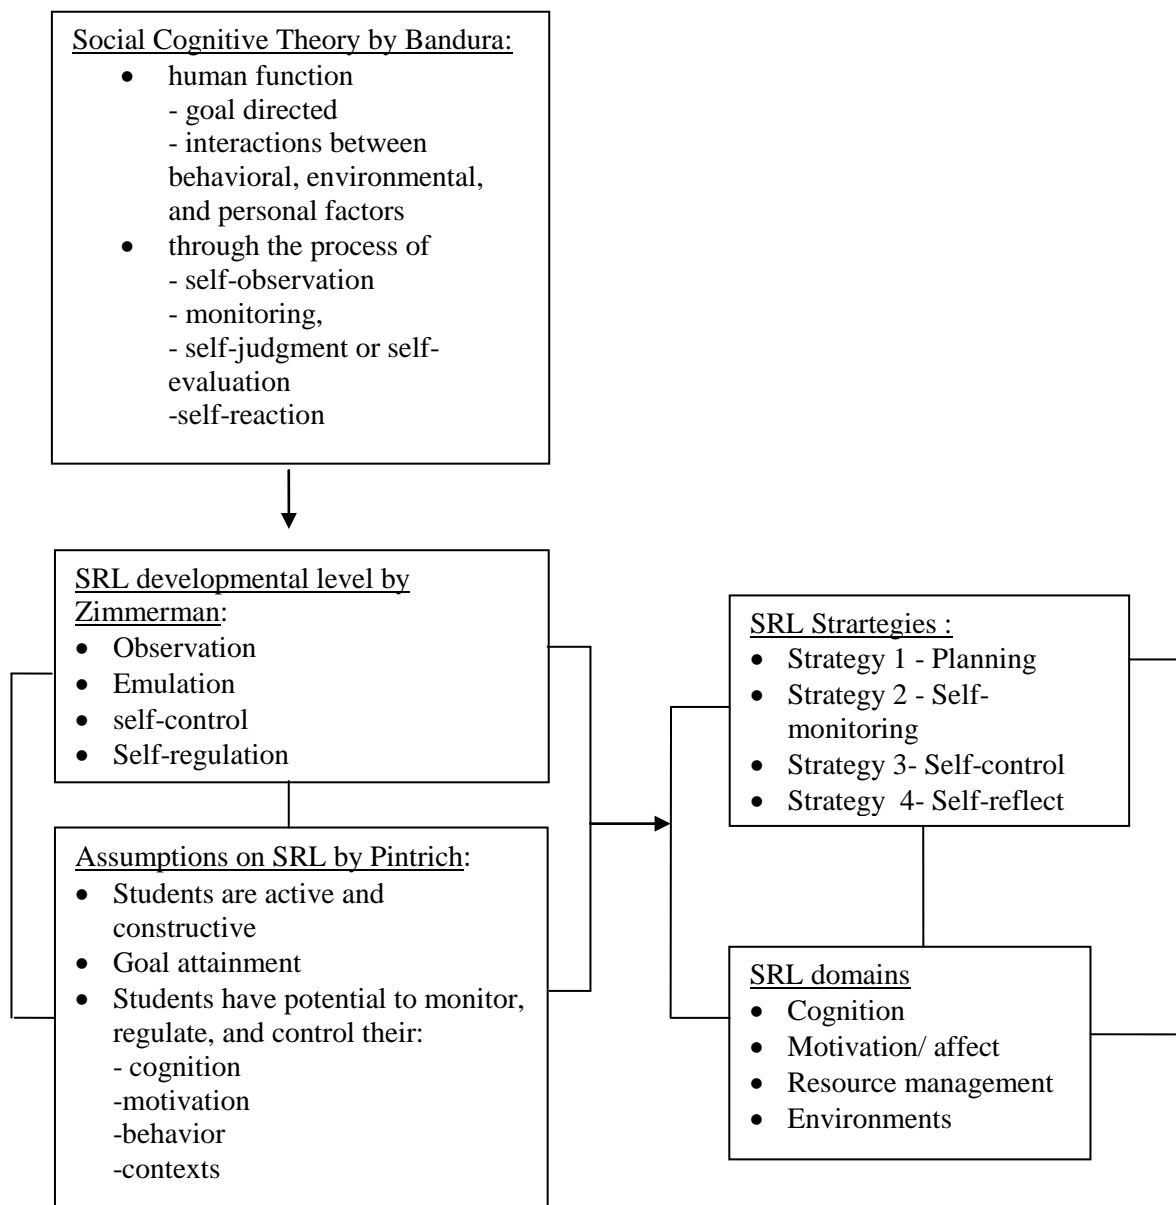 Social Cognitive Theory by Bandura:
• human function
- goal directed
- interactions between
behavioral, environmental,
and personal factors
• through the process of
- self-observation
- monitoring,
- self-judgment or self-
evaluation
-self-reaction
SRL developmental level by
Zimmerman:
• Observation
• Emulation
• self-control
• Self-regulation
Assumptions on SRL by Pintrich:
• Students are active and
constructive
• Goal attainment
• Students have potential to monitor,
regulate, and control their:
- cognition
-motivation
-behavior
-contexts
SRL Strartegies :
• Strategy 1 - Planning
• Strategy 2 - Self-
monitoring
• Strategy 3- Self-control
• Strategy  4- Self-reflect
SRL domains
• Cognition
• Motivation/ affect
• Resource management
• Environments